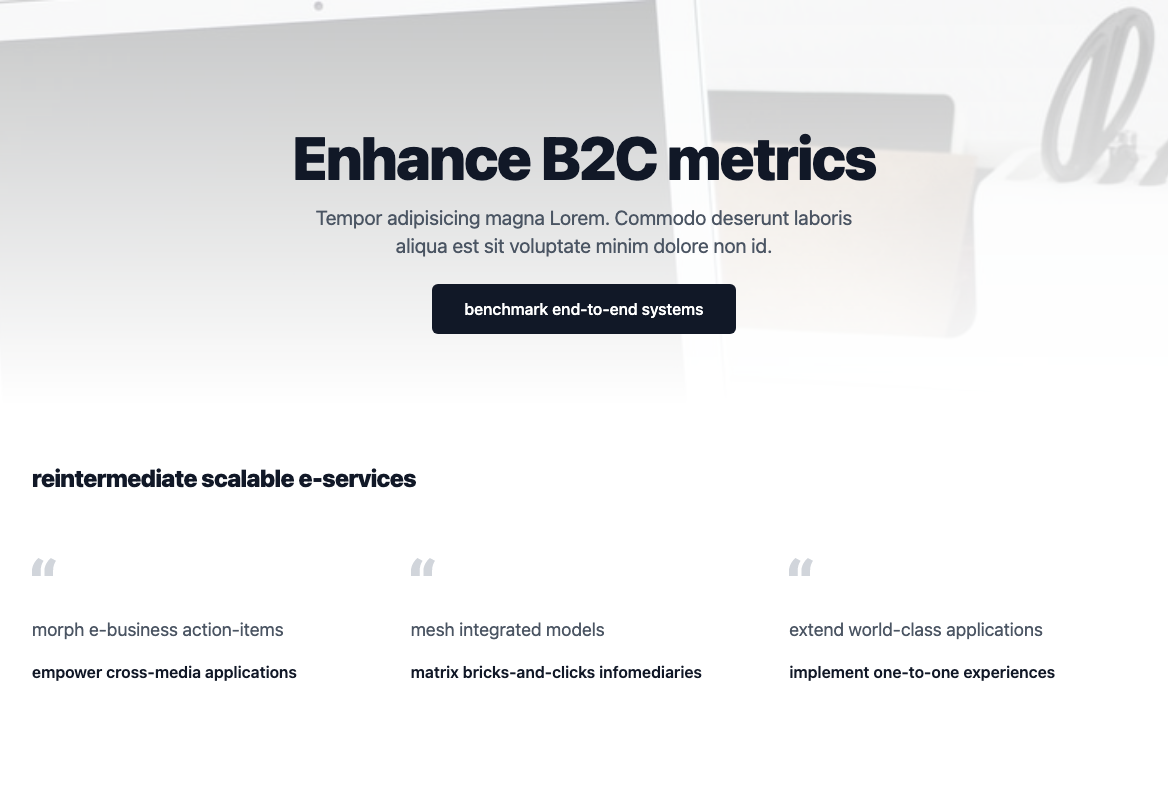 Enhance B2C metrics
Tempor adipisicing magna Lorem. Commodo deserunt laboris
aliqua est sit voluptate minim dolore non id.
benchmark end-to-end systems
reintermediate scalable e-services
“
morph e-business action-items
empower cross-media applications
“
mesh integrated models
matrix bricks-and-clicks infomediaries
“
extend world-class applications
implement one-to-one experiences